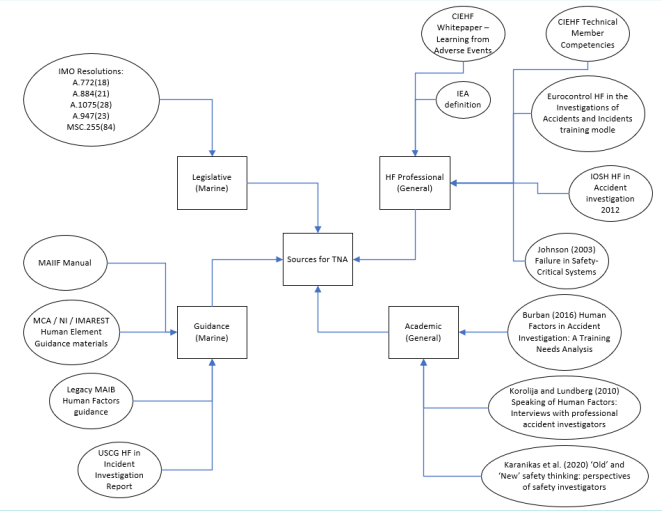 CIEHF
Whitepaper –
Learning from
Adverse Events
CIEHF Technical
Member
Competencies
IMO Resolutions:
A.772(18)
A.884(21)
A.1075(28)
A.947(23)
MSC.255(84)
IEA
definition
Eurocontrol HF in the
Investigations of
Accidents and Incidents
training modle
Legislative
(Marine)
HF Professional
(General)
IOSH HF in
Accident
investigation
2012
MAIIF Manual
Sources for TNA
Johnson (2003)
Failure in Safety-
Critical Systems
MCA / NI / IMAREST
Human Element
Guidance materials
Guidance
(Marine)
Academic
(General)
Burban (2016) Human
Factors in Accident
Investigation: A Training
Needs Analysis
Legacy MAIB
Human Factors
guidance
Korolija and Lundberg (2010)
Speaking of Human Factors:
Interviews with professional
accident investigators
USCG HF in
Incident
Investigation
Report
Karanikas et al. (2020) ‘Old’ and
‘New’ safety thinking: perspectives
of safety investigators